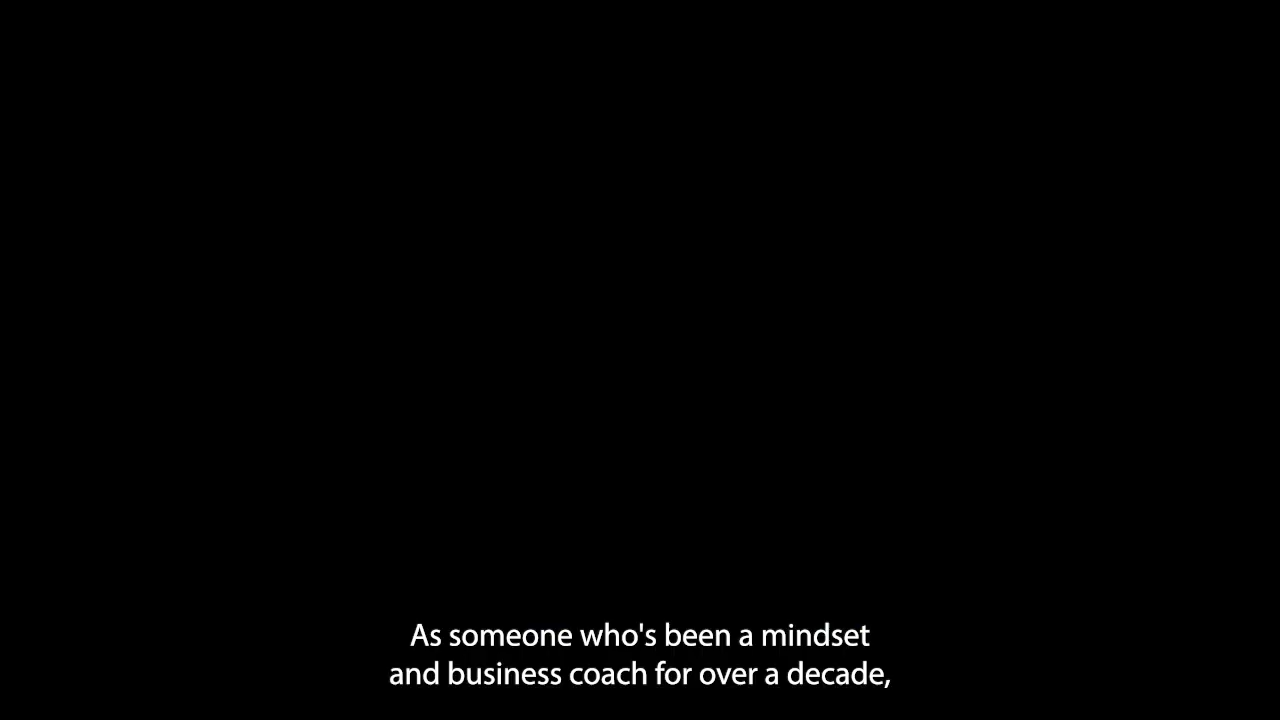 As someone who's been a mindset
and business coach for over a decade,